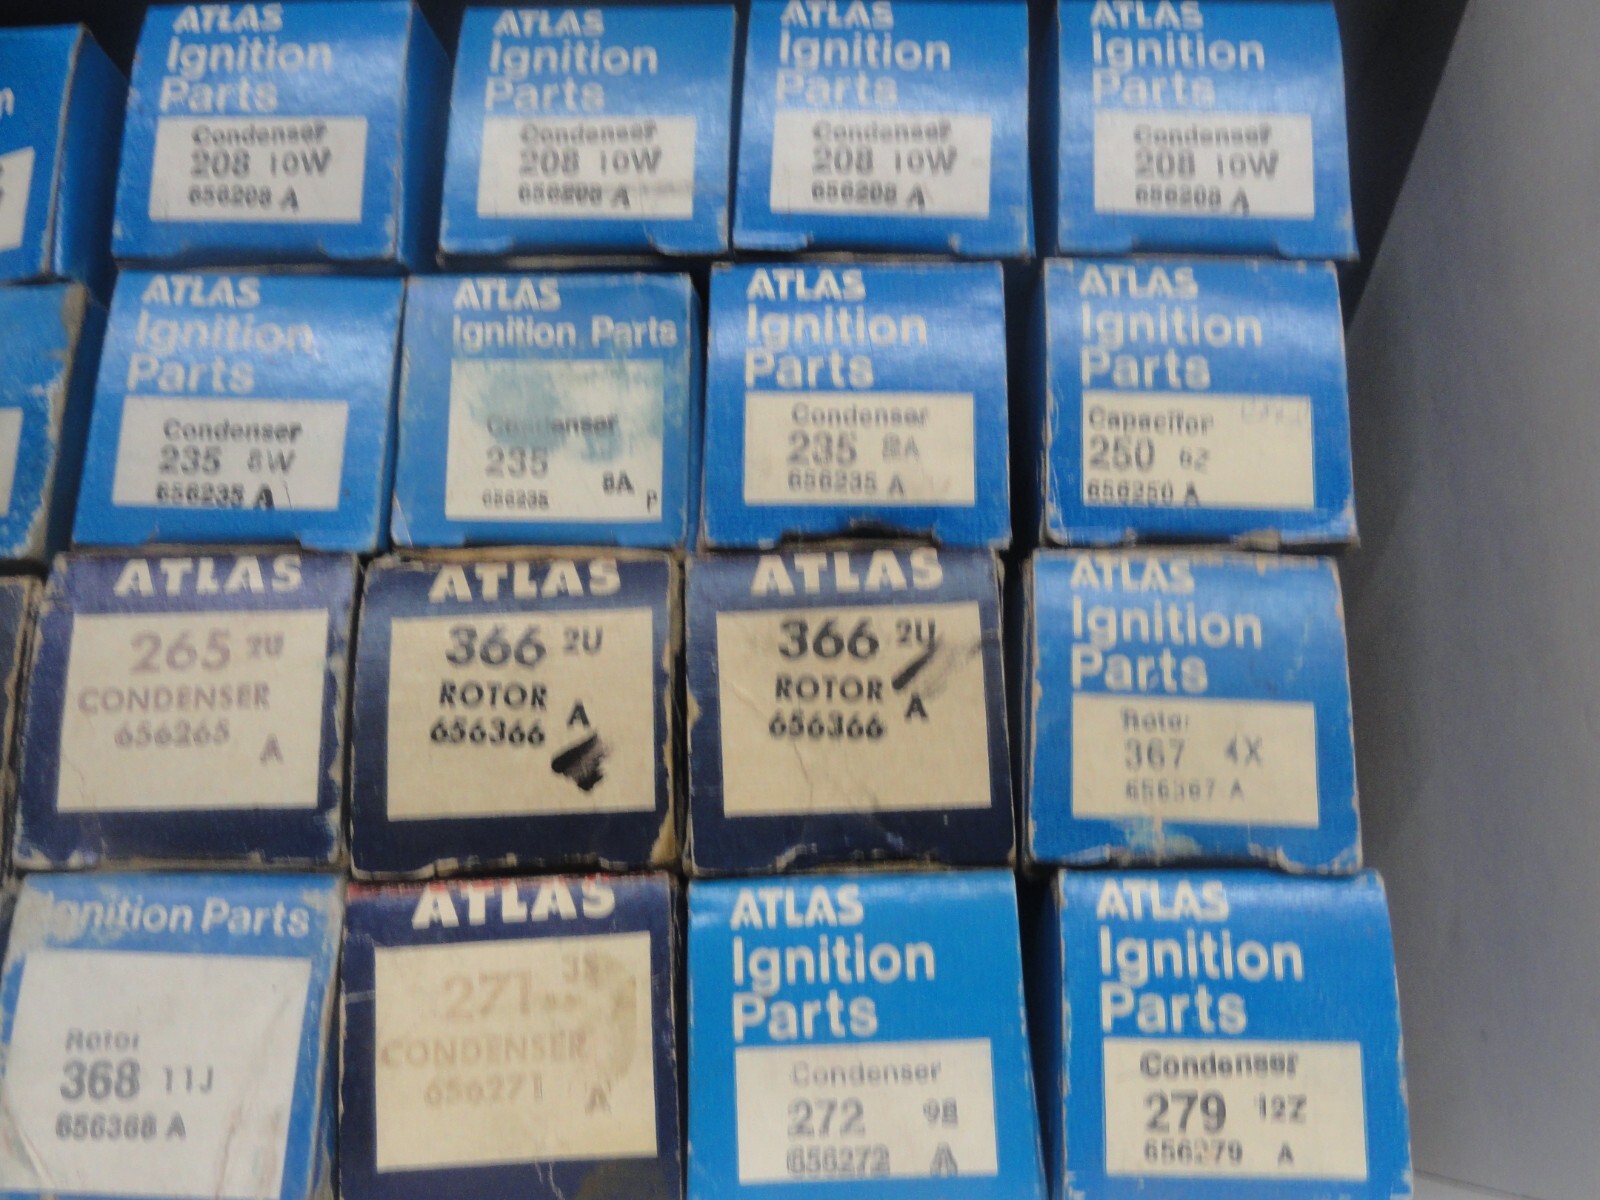 ATLAS
Ignition
Parts
Condenser
208 10W
656208 A
ATLAS
Ignition
Parts
Condenser
208 10W
656208 A
ATLAS
Ignition
Parts
Condenser
208 10W
656208 A
ATLAS
Ignition
Parts
Condenser
208 10W
656208 A
ATLAS
Ignition
Parts
Condenser
235 8W
656235 A
ATLAS
Ignition Parts
Condenser
235
656235 8A P
ATLAS
Ignition
Parts
Condenser
235 8A
656235 A
ATLAS
Ignition
Parts
Capacitor
250 6Z
656250 A
ATLAS
265 2U
CONDENSER
656265 A
ATLAS
366 2U
ROTOR
656366 A
ATLAS
366 2U
ROTOR
656366 A
ATLAS
Ignition
Parts
Rotor
367 4X
656367 A
Ignition Parts
Rotor
368 11J
656368 A
ATLAS
271
CONDENSER
656271 A
ATLAS
Ignition
Parts
Condenser
272 9B
656272 A
ATLAS
Ignition
Parts
Condenser
279 12Z
656279 A